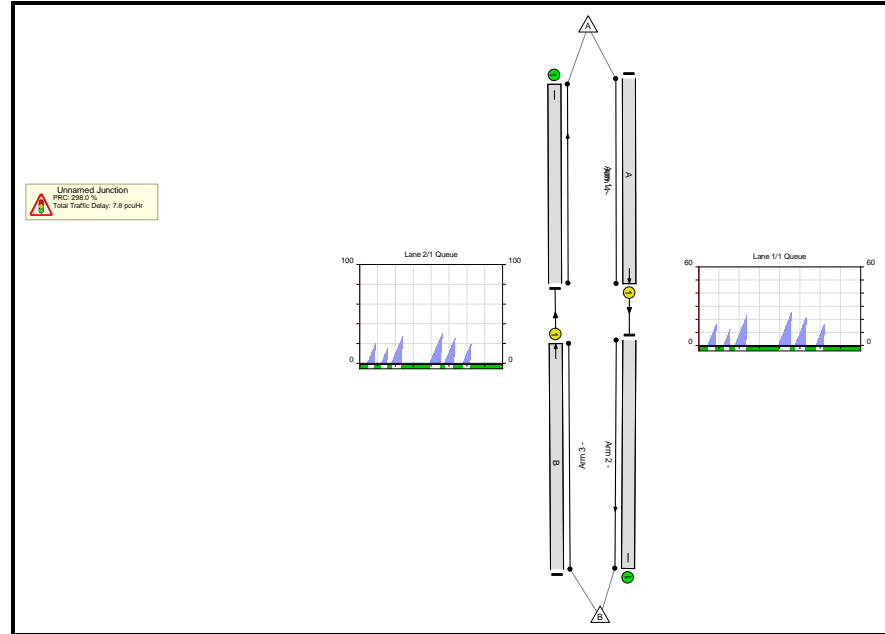 A
A
Unnamed Junction
PRC: 298.0 %
Total Traffic Delay: 7.8 pcuHr
Lane 2/1 Queue
100
100
0
0
Lane 1/1 Queue
60
60
0
0
B
Arm 3 -
Arm 2 -
B